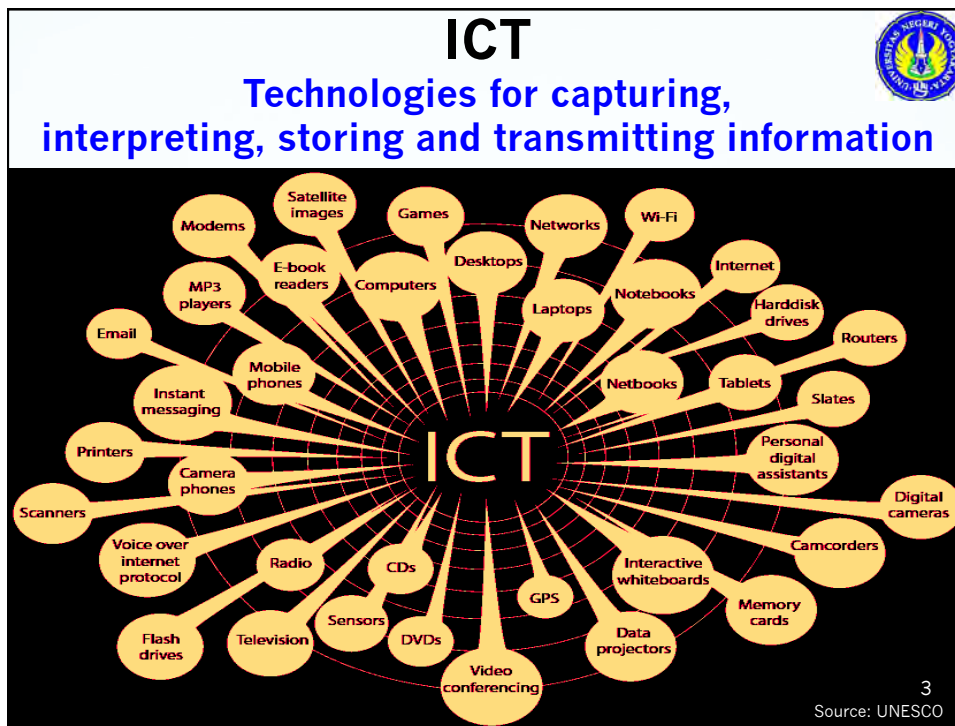 ICT
Technologies for capturing,
interpreting, storing and transmitting information
UNIVERSITAS NEGERI YOGYAKARTA
Satellite
images
Games
Networks
Wi-Fi
Modems
E-book
readers
Computers
Desktops
Laptops
Notebooks
Internet
MP3
players
Harddisk
drives
Email
Mobile
phones
Netbooks
Tablets
Routers
Instant
messaging
Slates
ICT
Printers
Camera
phones
Personal
digital
assistants
Scanners
Digital
cameras
Voice over
internet
protocol
Radio
CDs
GPS
Interactive
whiteboards
Camcorders
Flash
drives
Television
Sensors
DVDs
Video
conferencing
Data
projectors
Memory
cards
3
Source: UNESCO